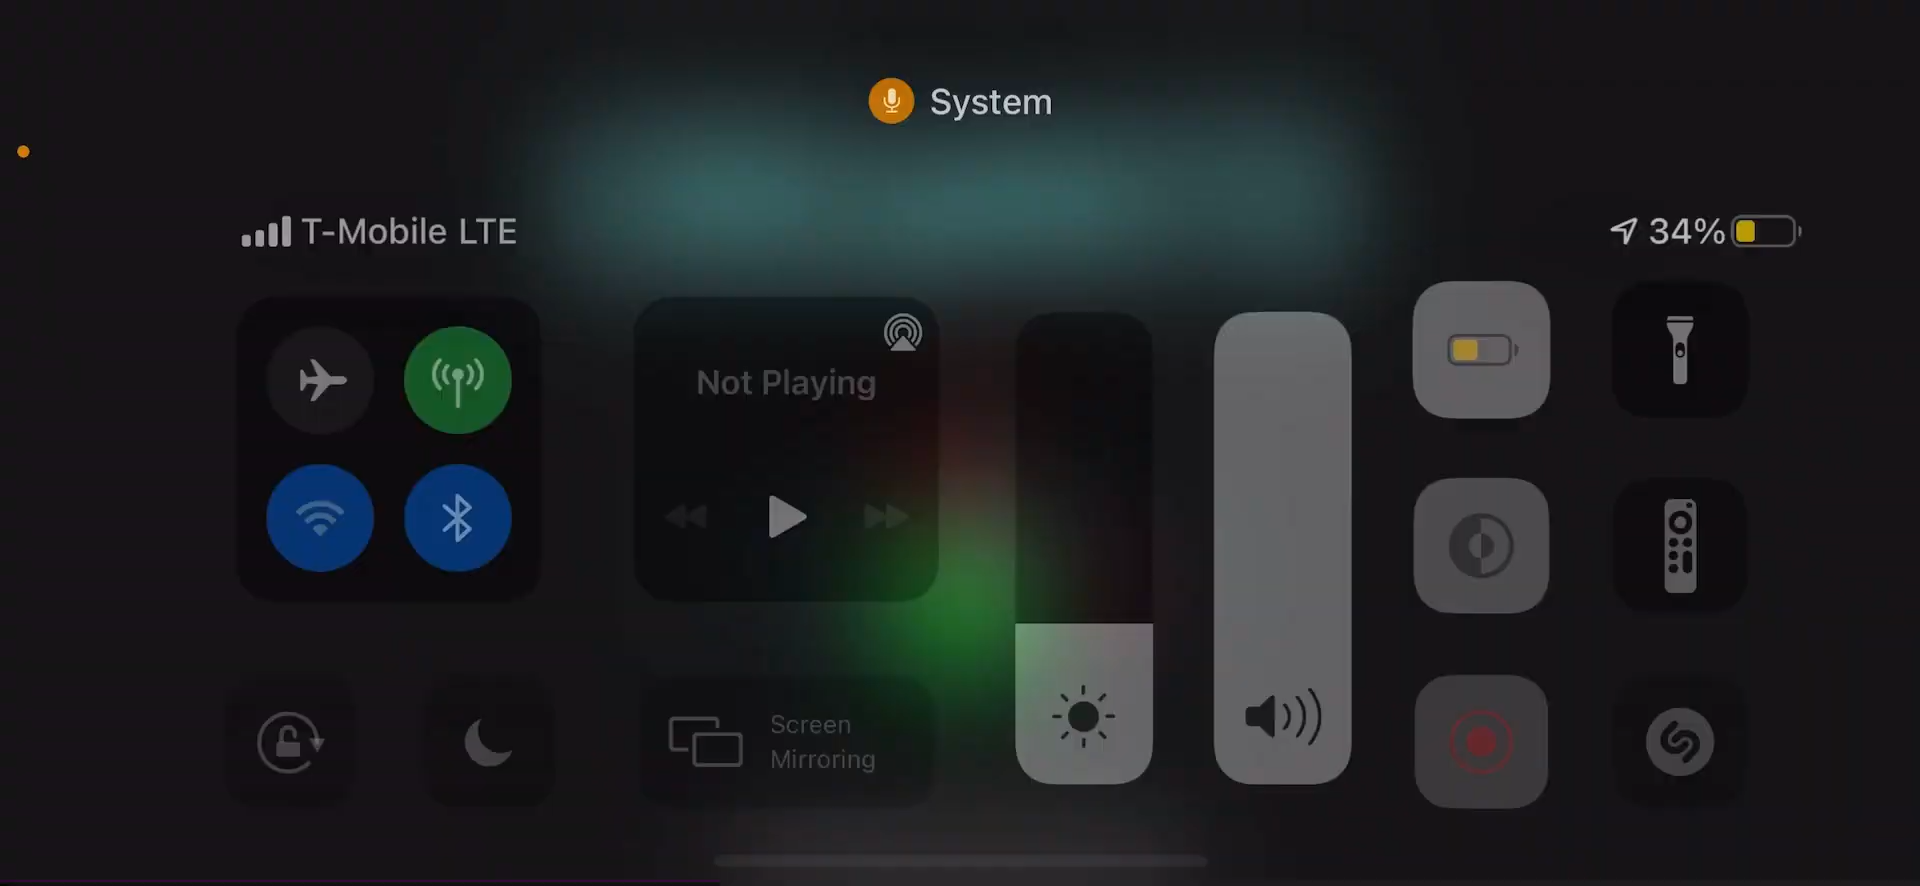 System
T-Mobile LTE
34%
Not Playing
Screen
Mirroring